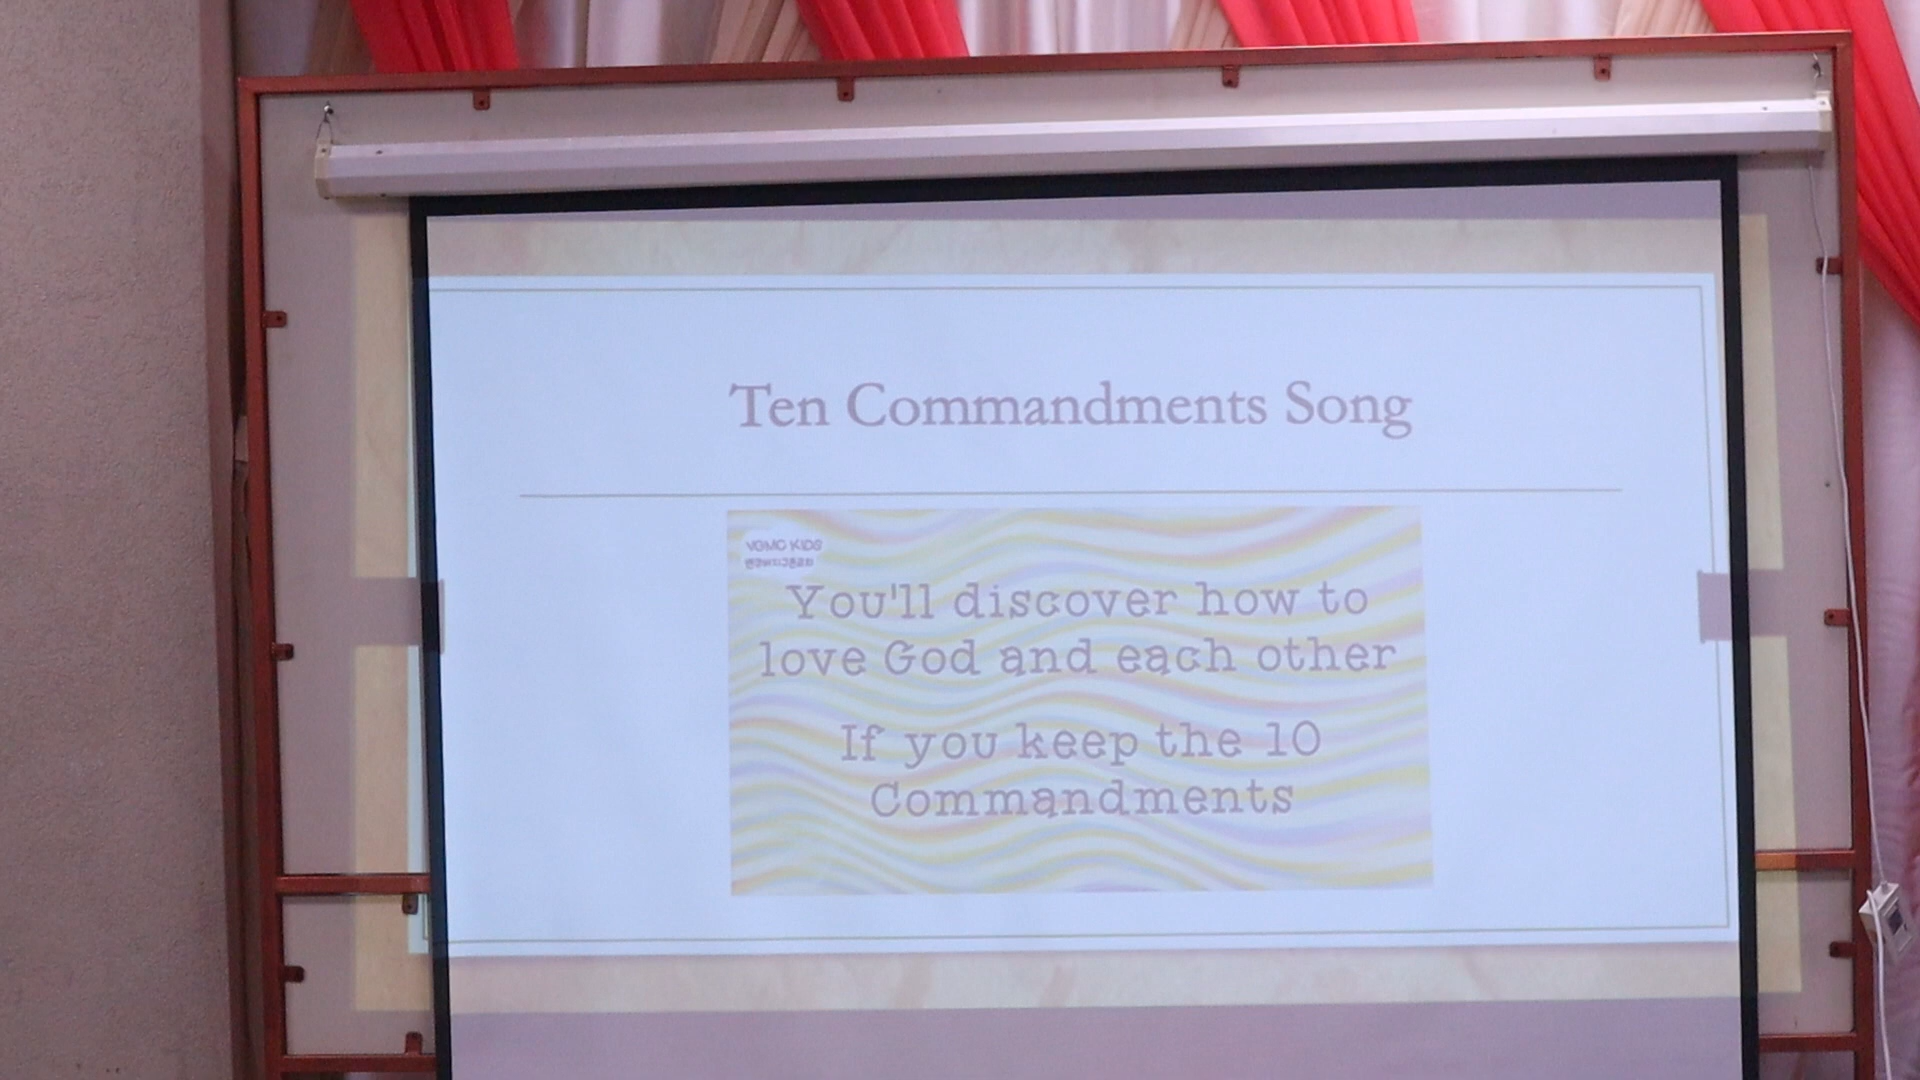 Ten Commandments Song
VGMC KIDS
You'll discover how to
love God and each other
If you keep the 10
Commandments